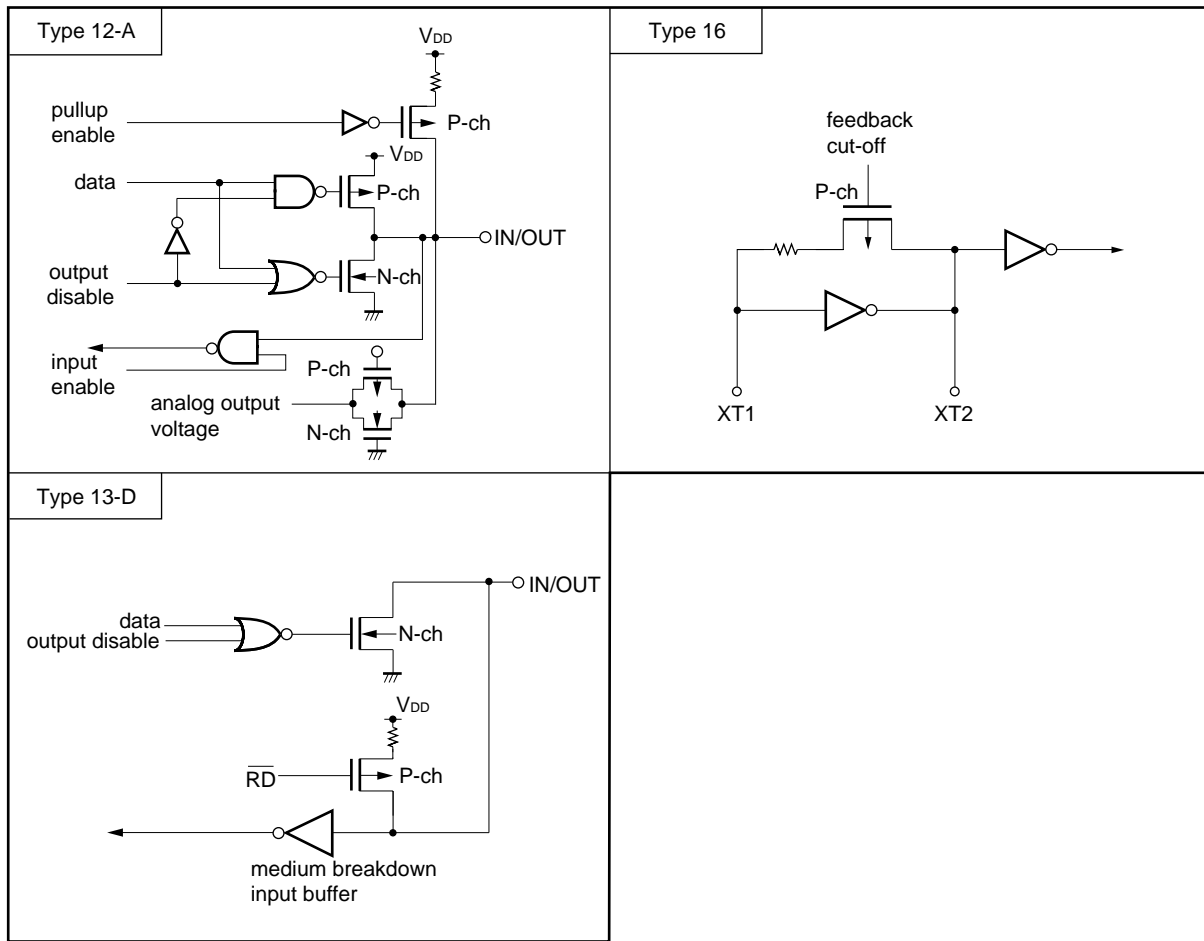 Type 12-A
VDD
pullup
enable
P-ch
VDD
data
P-ch
IN/OUT
output
disable
N-ch
input
enable
P-ch
analog output
voltage
N-ch
Type 16
feedback
cut-off
P-ch
XT1
XT2
Type 13-D
IN/OUT
data
output disable
N-ch
VDD
RD
P-ch
medium breakdown
input buffer